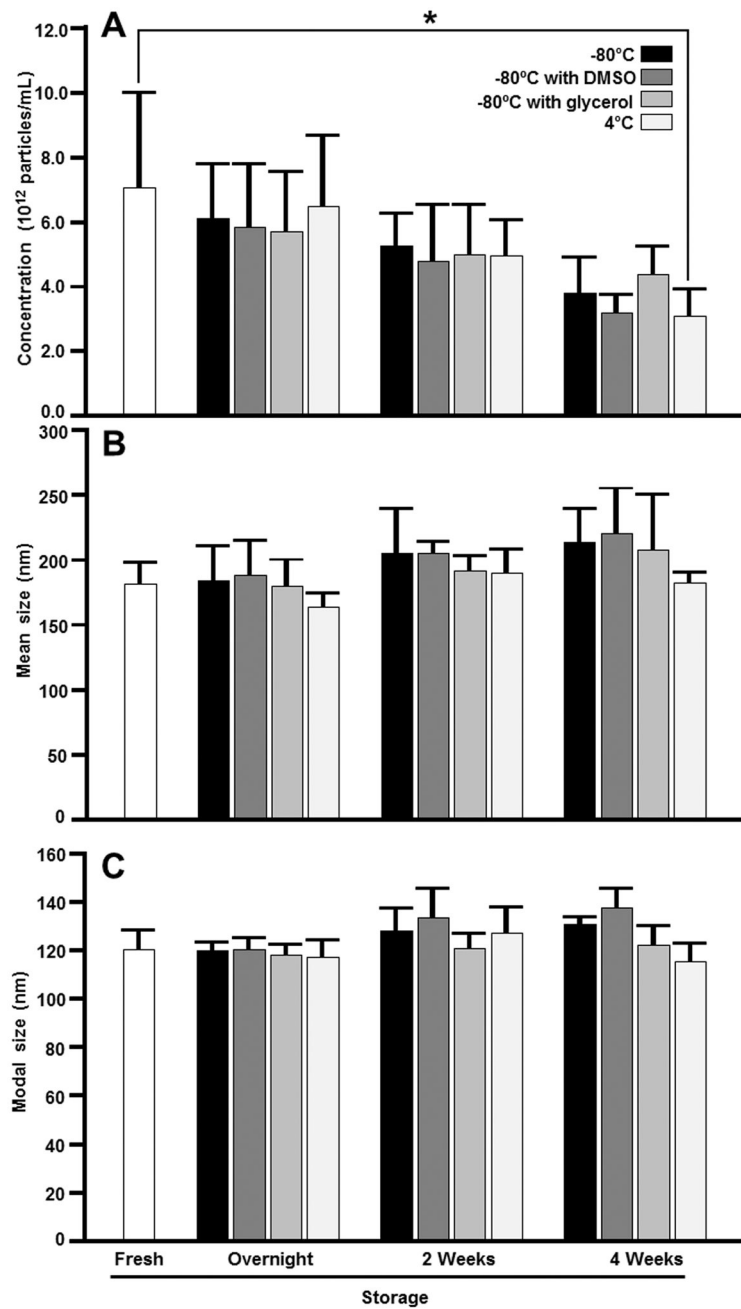 A
*
-80°C
-80ºC with DMSO
-80ºC with glycerol
4°C
Concentration (10¹² particles/mL)
12.0
10.0
8.0
6.0
4.0
2.0
0.0
B
Mean size (nm)
300
250
200
150
100
50
0
C
Modal size (nm)
160
140
120
100
80
60
40
20
0
Fresh Overnight 2 Weeks 4 Weeks
Storage